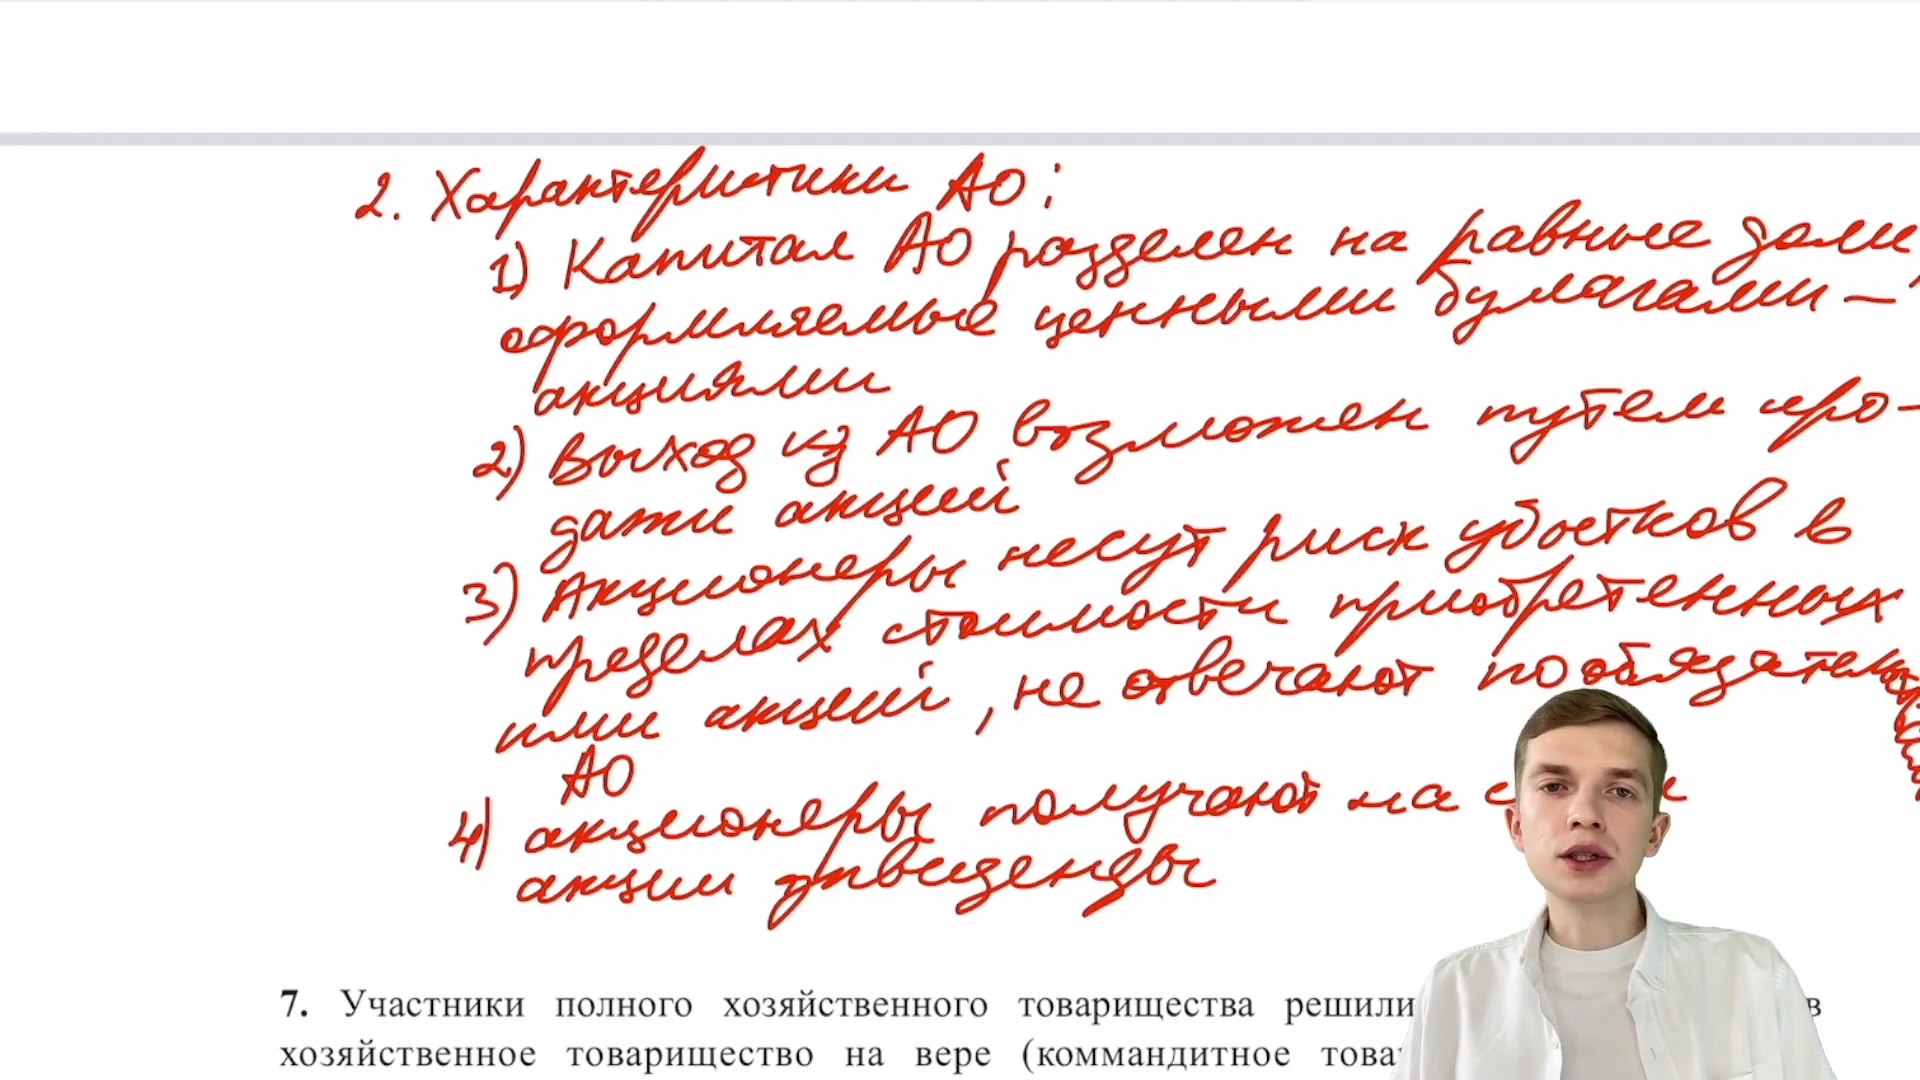 2. Характеристики АО:
1) Капитал АО разделен на равные доли,
оформляемые ценными бумагами –
акциями
2) Выход из АО возможен путем про-
дажи акций
3) Акционеры несут риск убытков в
пределах стоимости приобретенных
ими акций, не отвечают по обязательствам
АО
4) акционеры получают на
акции дивиденды
7. Участники полного хозяйственного товарищества решили в
хозяйственное товарищество на вере (коммандитное